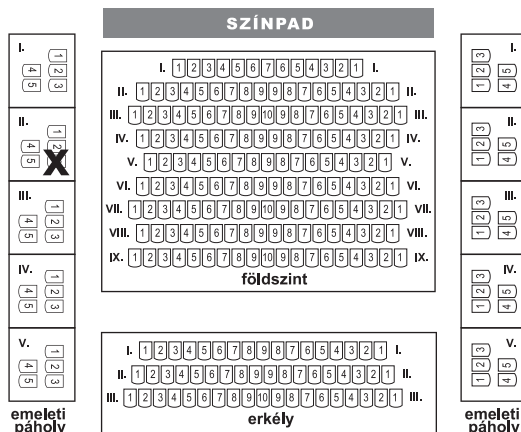 SZÍNPAD
I.
1
4 2
5 3
II.
1
4 2
5 X
III.
1
4 2
5 3
IV.
1
4 2
5 3
V.
1
4 2
5 3
emeleti
páholy
I. 1 2 3 4 5 6 7 6 5 4 3 2 1 I.
II. 1 2 3 4 5 6 7 8 9 9 8 7 6 5 4 3 2 1 II.
III. 1 2 3 4 5 6 7 8 9 10 9 8 7 6 5 4 3 2 1 III.
IV. 1 2 3 4 5 6 7 8 9 9 8 7 6 5 4 3 2 1 IV.
V. 1 2 3 4 5 6 7 8 9 8 7 6 5 4 3 2 1 V.
VI. 1 2 3 4 5 6 7 8 9 9 8 7 6 5 4 3 2 1 VI.
VII. 1 2 3 4 5 6 7 8 9 10 9 8 7 6 5 4 3 2 1 VII.
VIII. 1 2 3 4 5 6 7 8 9 9 8 7 6 5 4 3 2 1 VIII.
IX. 1 2 3 4 5 6 7 8 9 10 9 8 7 6 5 4 3 2 1 IX.
földszint
I. 1 2 3 4 5 6 7 8 9 8 7 6 5 4 3 2 1 I.
II. 1 2 3 4 5 6 7 8 9 9 8 7 6 5 4 3 2 1 II.
III. 1 2 3 4 5 6 7 8 9 10 9 8 7 6 5 4 3 2 1 III.
erkély
I.
3
2 5
1 4
II.
3
2 5
1 4
III.
3
2 5
1 4
IV.
3
2 5
1 4
V.
3
2 5
1 4
emeleti
páholy